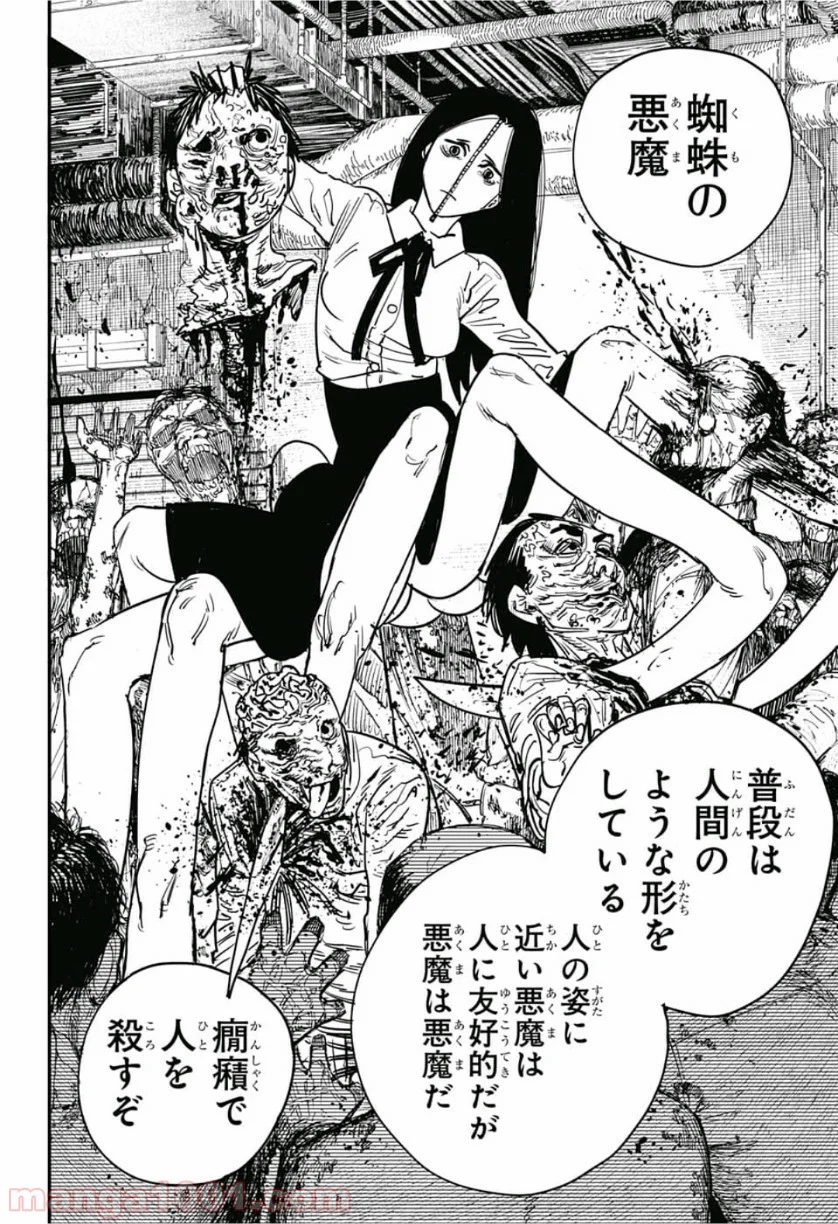 蜘蛛の
悪魔
普段は
人間の
ような形を
している
人の姿に
近い悪魔は
人に友好的だが
悪魔は悪魔だ
癇癪で
人を
殺すぞ
manga1001.com